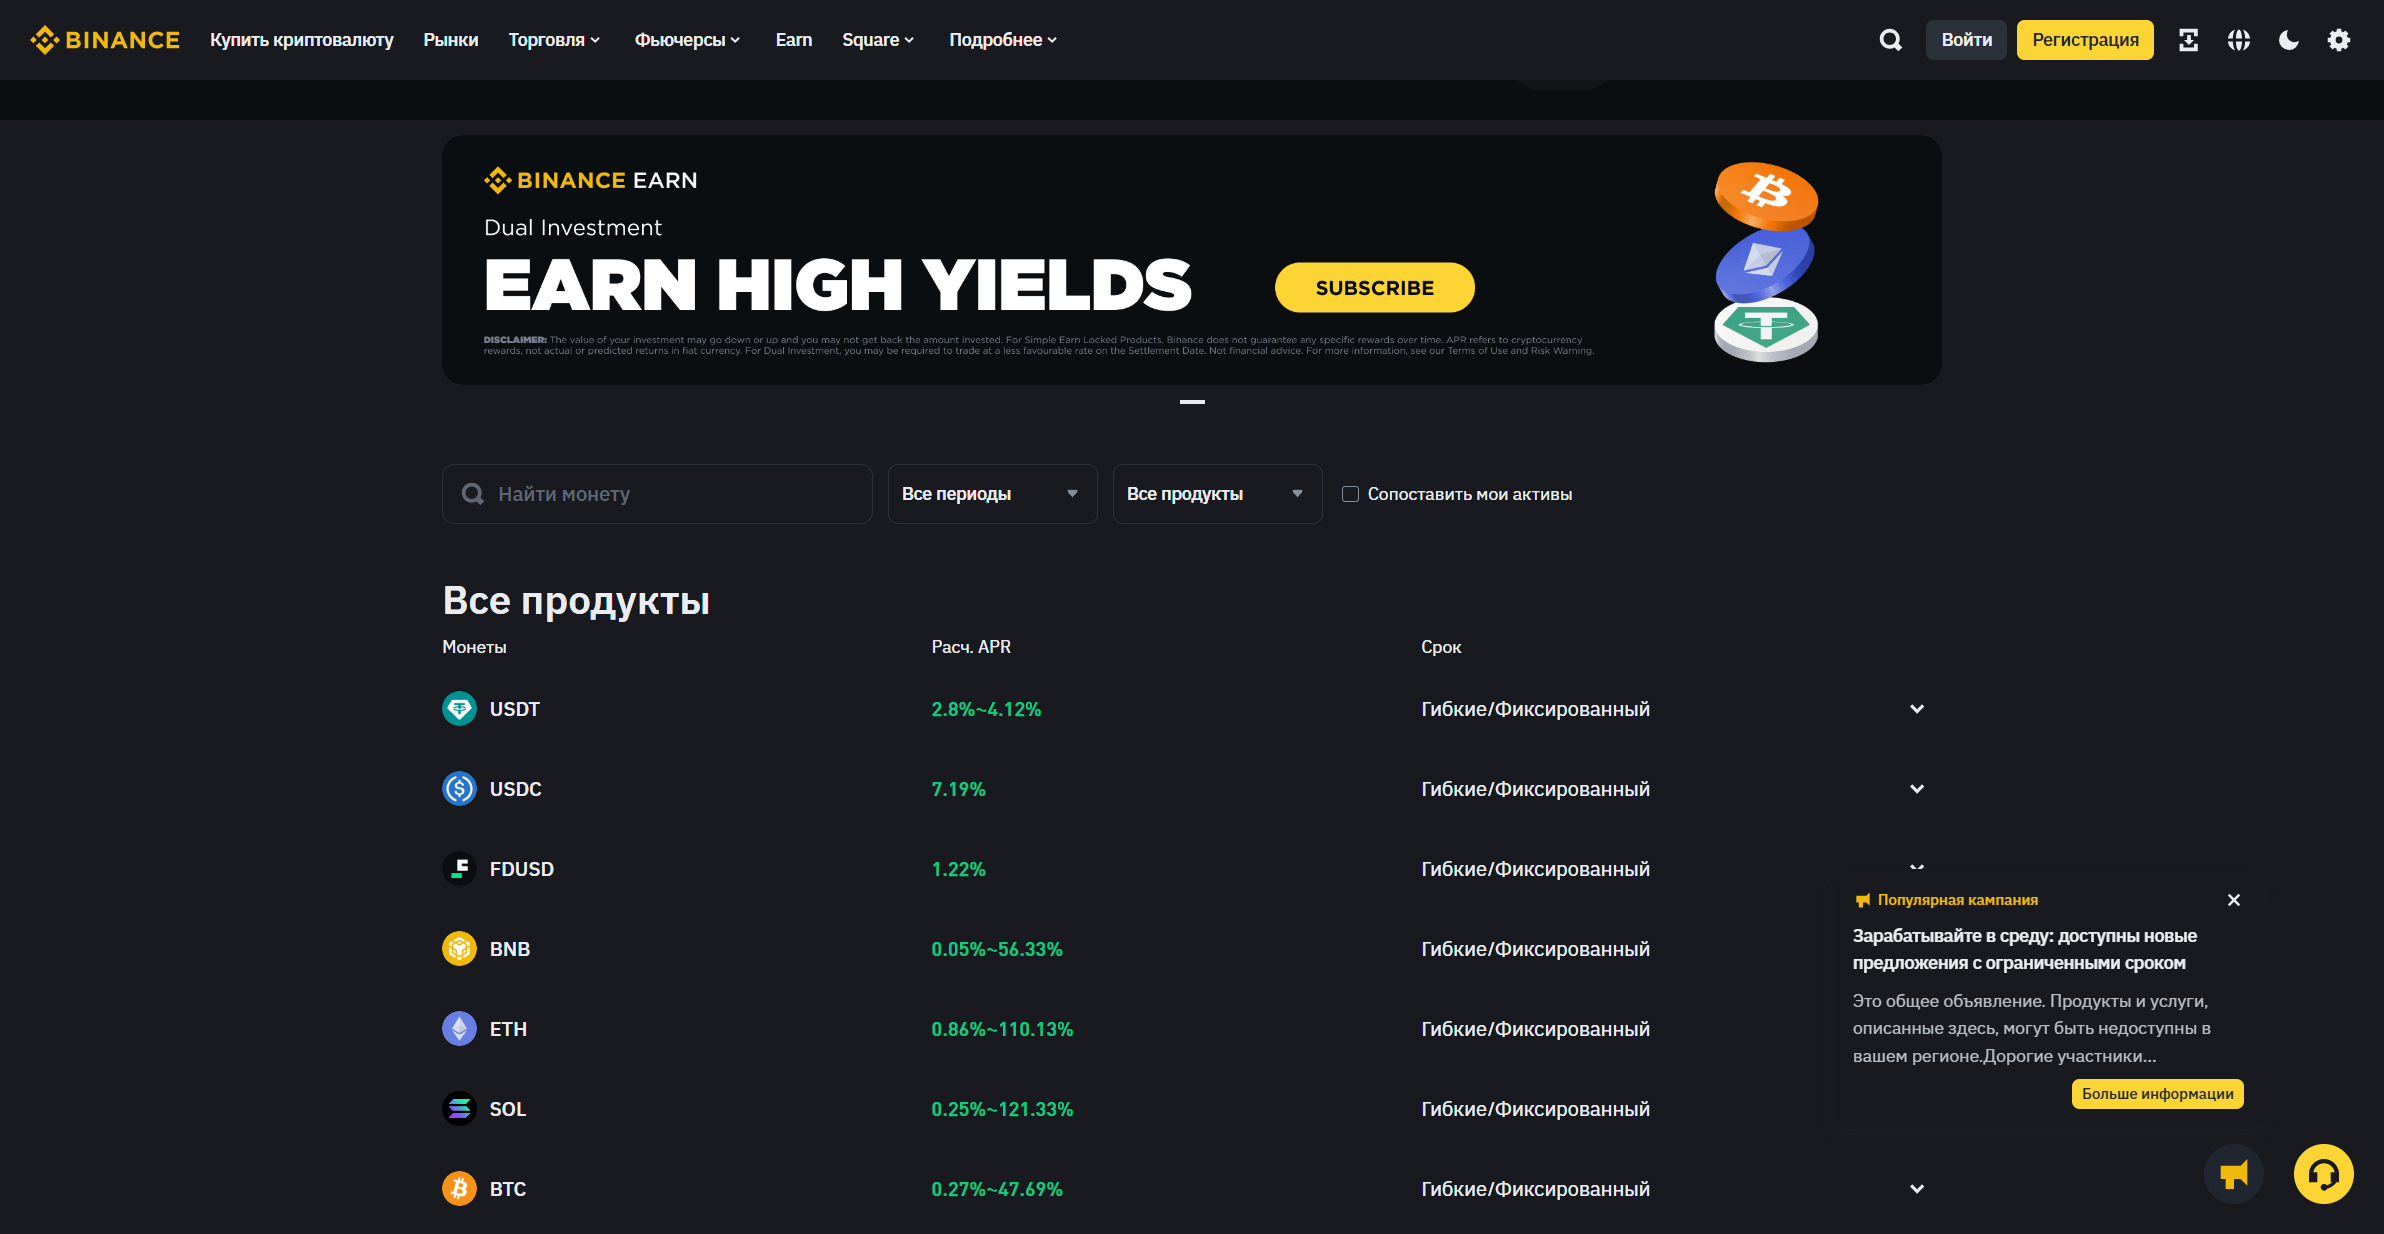 BINANCE Купить криптовалюту Рынки Торговля Фьючерсы Earn Square Подробнее Войти Регистрация
BINANCE EARN
Dual Investment
EARN HIGH YIELDS
SUBSCRIBE
DISCLAIMER: The value of your investment may go down or up and you may not get back the amount invested. For Simple Earn Locked Products, Binance does not guarantee any specific rewards over time. APR refers to cryptocurrency
rewards, not actual or predicted returns in fiat currency. For Dual Investment, you may be required to trade at a less favourable rate on the Settlement Date. Not financial advice. For more information, see our Terms of Use and Risk Warning.
Найти монету Все периоды Все продукты Сопоставить мои активы
Все продукты
Монеты Расч. APR Срок
USDT 2.8%~4.12% Гибкие/Фиксированный
USDC 7.19% Гибкие/Фиксированный
FDUSD 1.22% Гибкие/Фиксированный
BNB 0.05%~56.33% Гибкие/Фиксированный
ETH 0.86%~110.13% Гибкие/Фиксированный
SOL 0.25%~121.33% Гибкие/Фиксированный
BTC 0.27%~47.69% Гибкие/Фиксированный
Популярная кампания
Зарабатывайте в среду: доступны новые
предложения с ограниченными сроком
Это общее объявление. Продукты и услуги,
описанные здесь, могут быть недоступны в
вашем регионе.Дорогие участники...
Больше информации